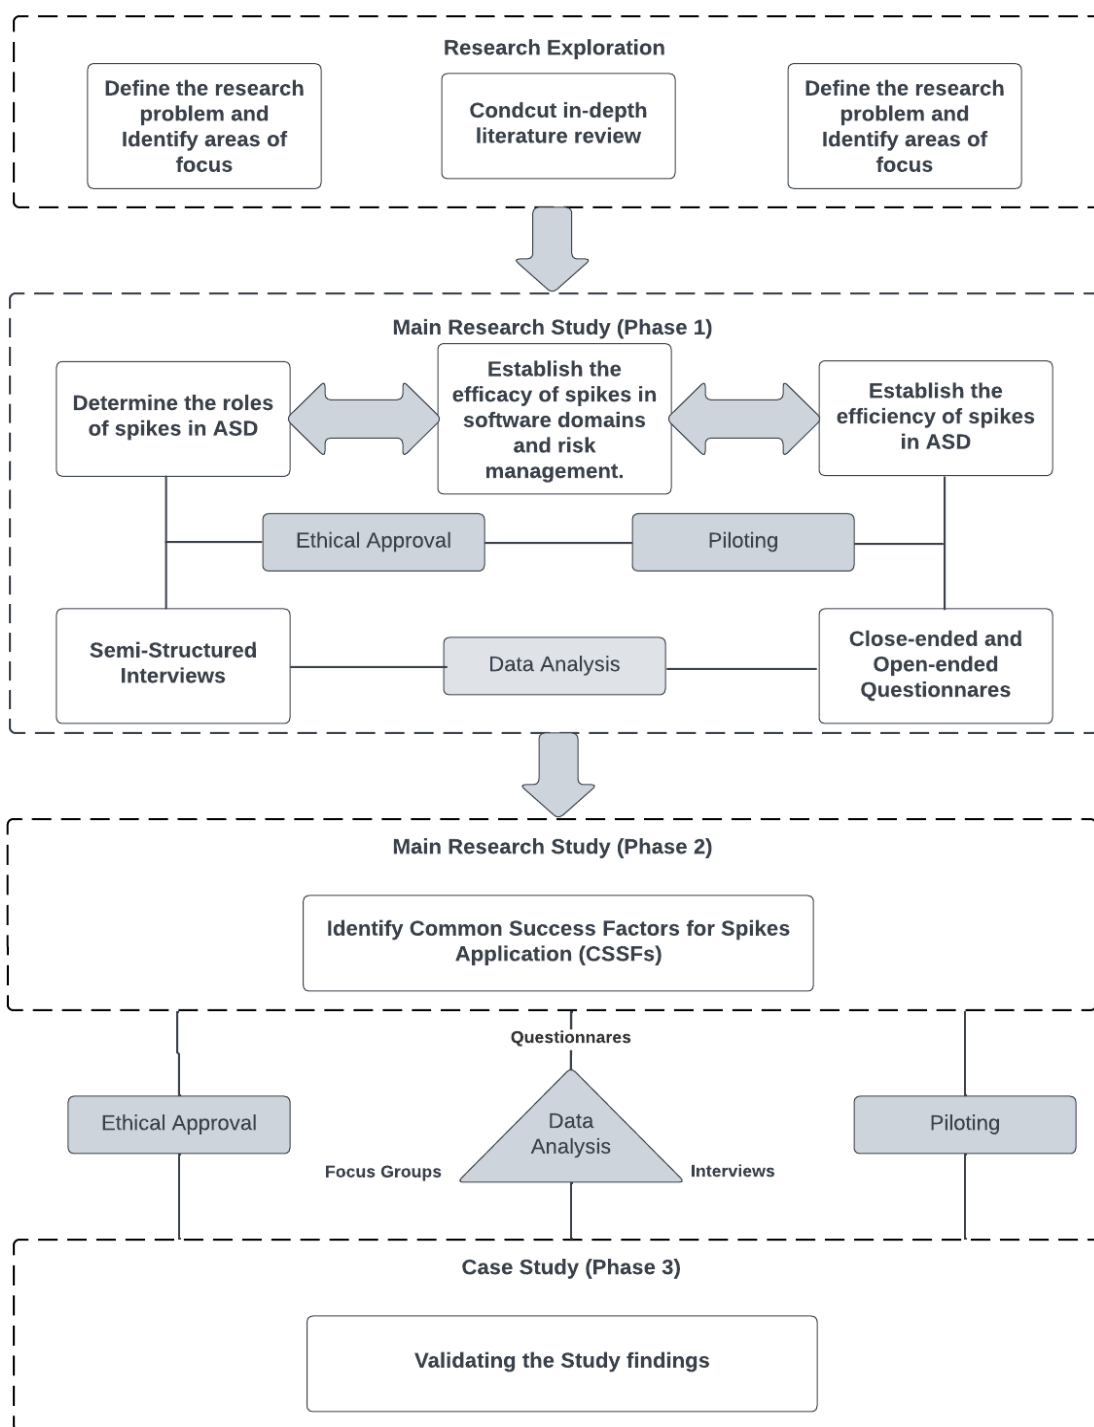 Research Exploration
Define the research
problem and
Identify areas of
focus
Condcut in-depth
literature review
Define the research
problem and
Identify areas of
focus
Main Research Study (Phase 1)
Determine the roles
of spikes in ASD
Establish the
efficacy of spikes in
software domains
and risk
management.
Establish the
efficiency of spikes
in ASD
Ethical Approval
Piloting
Semi-Structured
Interviews
Data Analysis
Close-ended and
Open-ended
Questionnares
Main Research Study (Phase 2)
Identify Common Success Factors for Spikes
Application (CSSFs)
Questionnares
Ethical Approval
Data
Analysis
Piloting
Focus Groups
Interviews
Case Study (Phase 3)
Validating the Study findings